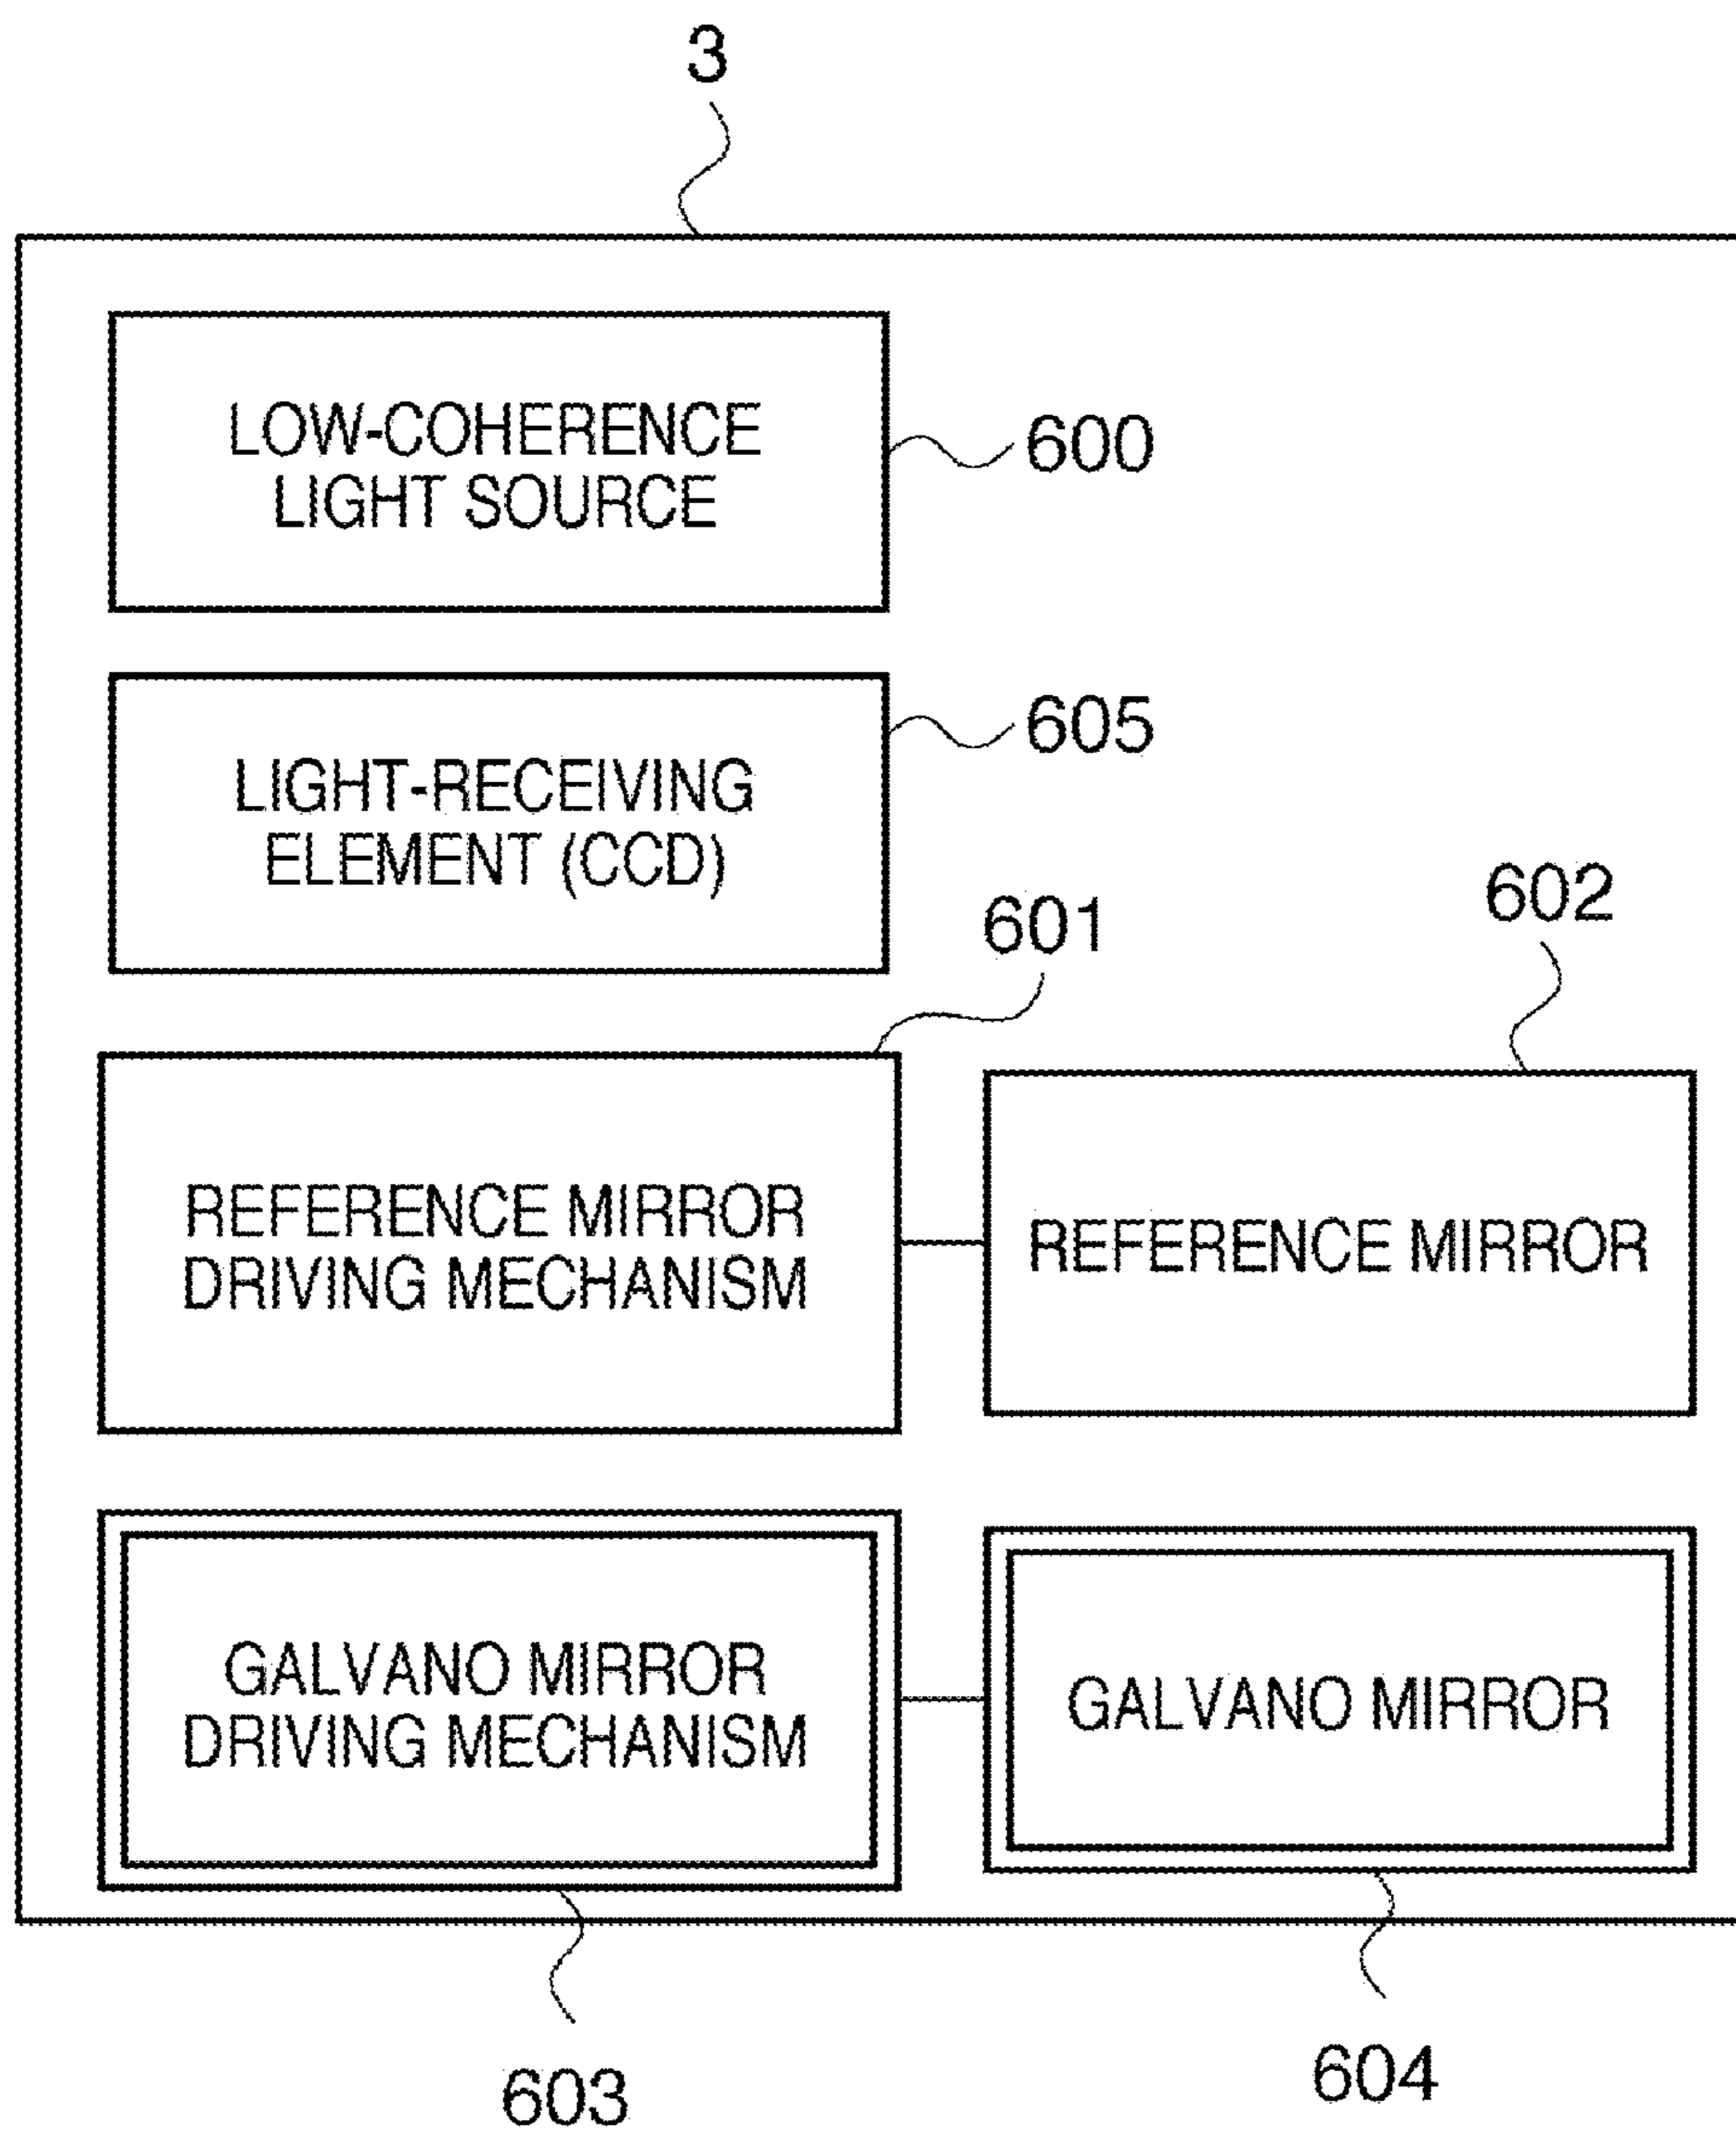 3
LOW-COHERENCE
LIGHT SOURCE
600
LIGHT-RECEIVING
ELEMENT (CCD)
605
601
602
REFERENCE MIRROR
DRIVING MECHANISM
REFERENCE MIRROR
GALVANO MIRROR
DRIVING MECHANISM
GALVANO MIRROR
603
604